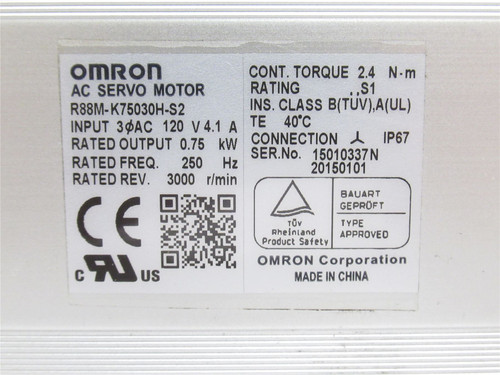 OMRON
AC SERVO MOTOR
R88M-K75030H-S2
INPUT 3ϕAC 120 V 4.1 A
RATED OUTPUT 0.75 kW
RATED FREQ. 250 Hz
RATED REV. 3000 r/min
CE
c RU US
CONT. TORQUE 2.4 N·m
RATING ,,S1
INS. CLASS B(TÜV),A(UL)
TE 40°C
CONNECTION ⅄ IP67
SER.No. 15010337N
20150101
TÜV
Rheinland
Product Safety
BAUART
GEPRÜFT
TYPE
APPROVED
OMRON Corporation
MADE IN CHINA